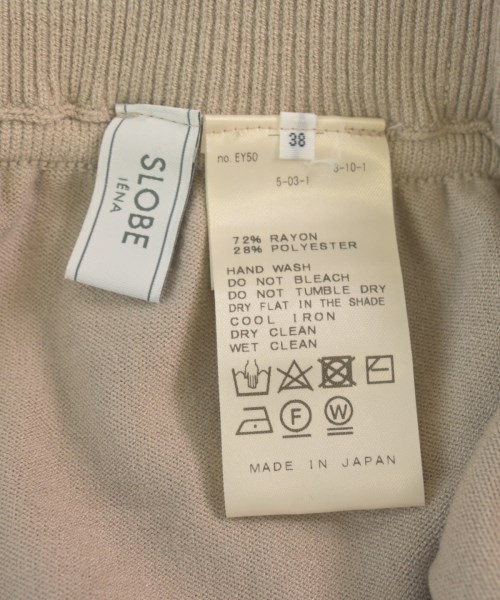 SLOBE
IÉNA
38
no. EY50
3-10-1
5-03-1
72% RAYON
28% POLYESTER
HAND WASH
DO NOT BLEACH
DO NOT TUMBLE DRY
DRY FLAT IN THE SHADE
COOL IRON
DRY CLEAN
WET CLEAN
F W
MADE IN JAPAN